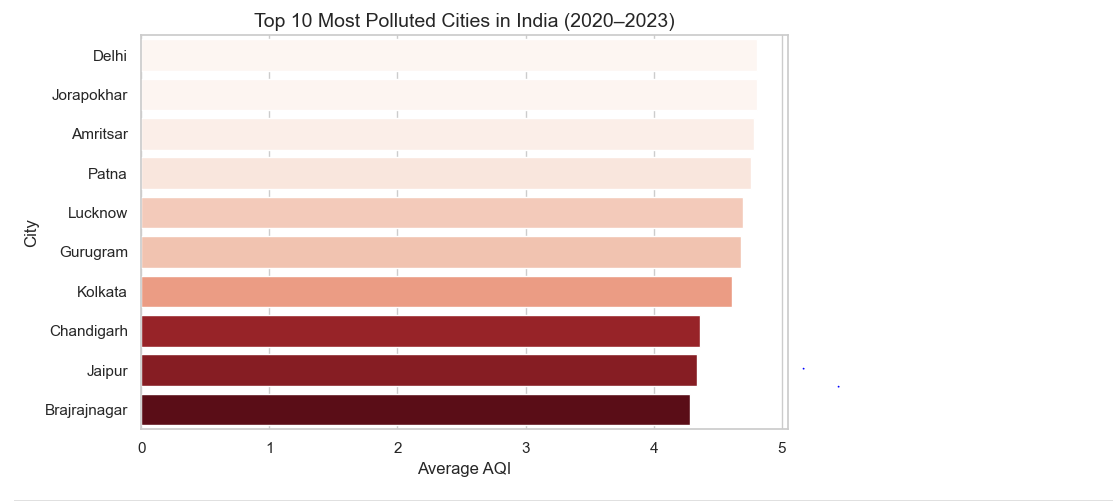 Top 10 Most Polluted Cities in India (2020–2023)
Delhi
Jorapokhar
Amritsar
Patna
Lucknow
Gurugram
Kolkata
Chandigarh
Jaipur
Brajrajnagar
City
0 1 2 3 4 5
Average AQI